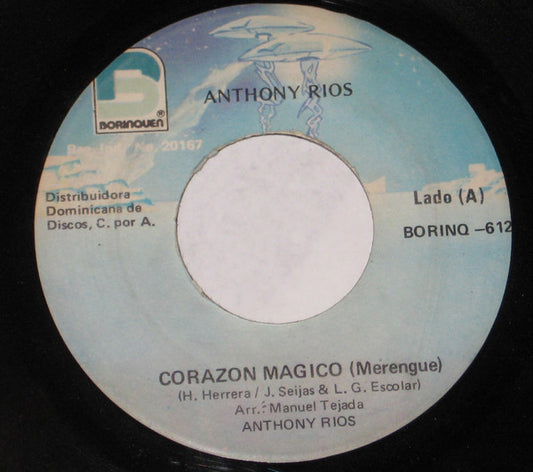 ANTHONY RIOS
BORINQUEN®
Reg. Ind. No. 20167
Distribuidora
Dominicana de
Discos, C. por A.
Lado (A)
BORINQ -612
CORAZON MAGICO (Merengue)
(H. Herrera / J. Seijas & L. G. Escolar)
Arr.: Manuel Tejada
ANTHONY RIOS